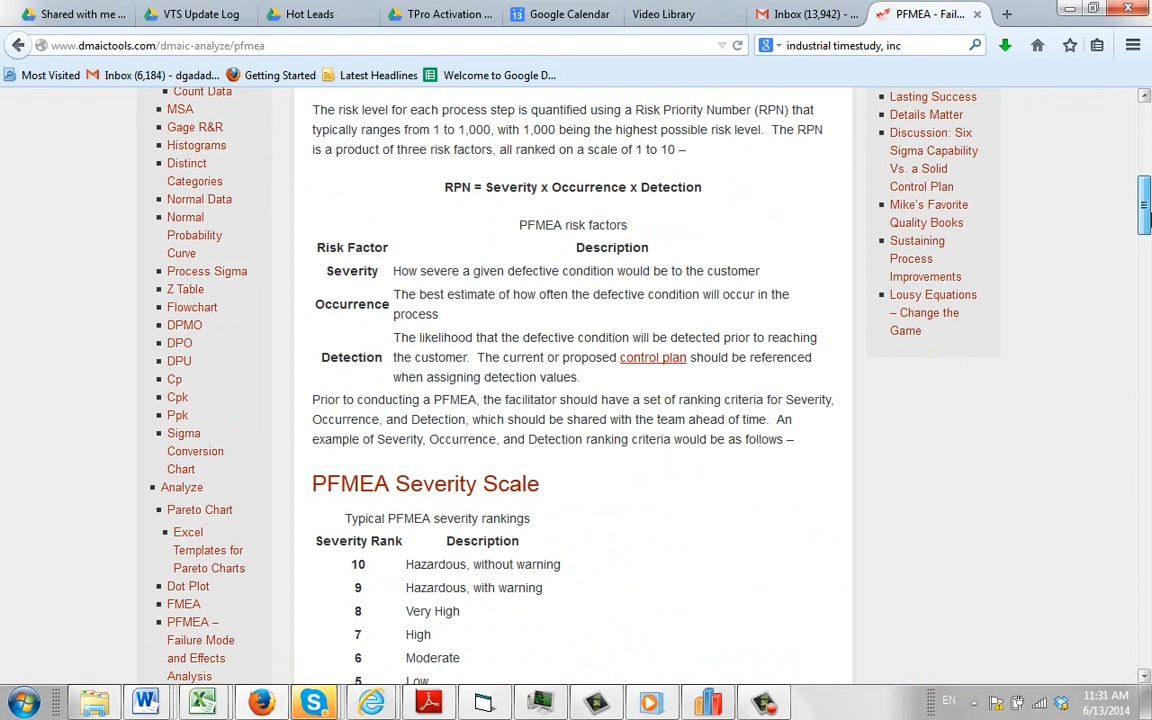 Shared with me ...
VTS Update Log
Hot Leads
TPro Activation ...
13
Google Calendar
Video Library
Inbox (13,942) - ...
PFMEA - Fail...
www.dmaictools.com/dmaic-analyze/pfmea
industrial timestudy, inc
Most Visited
Inbox (6,184) - dgadad...
Getting Started
Latest Headlines
Welcome to Google D...
Count Data
MSA
Gage R&R
Histograms
Distinct
Categories
Normal Data
Normal
Probability
Curve
Process Sigma
Z Table
Flowchart
DPMO
DPO
DPU
Cp
Cpk
Ppk
Sigma
Conversion
Chart
Analyze
Pareto Chart
Excel
Templates for
Pareto Charts
Dot Plot
FMEA
PFMEA –
Failure Mode
and Effects
Analysis
The risk level for each process step is quantified using a Risk Priority Number (RPN) that
typically ranges from 1 to 1,000, with 1,000 being the highest possible risk level.  The RPN
is a product of three risk factors, all ranked on a scale of 1 to 10 –
RPN = Severity x Occurrence x Detection
PFMEA risk factors
Risk Factor Description
Severity How severe a given defective condition would be to the customer
Occurrence The best estimate of how often the defective condition will occur in the
process
The likelihood that the defective condition will be detected prior to reaching
Detection the customer.  The current or proposed control plan should be referenced
when assigning detection values.
Prior to conducting a PFMEA, the facilitator should have a set of ranking criteria for Severity,
Occurrence, and Detection, which should be shared with the team ahead of time.  An
example of Severity, Occurrence, and Detection ranking criteria would be as follows –
PFMEA Severity Scale
Typical PFMEA severity rankings
Severity Rank Description
10 Hazardous, without warning
9 Hazardous, with warning
8 Very High
7 High
6 Moderate
5 Low
Lasting Success
Details Matter
Discussion: Six
Sigma Capability
Vs. a Solid
Control Plan
Mike's Favorite
Quality Books
Sustaining
Process
Improvements
Lousy Equations
– Change the
Game
EN
11:31 AM
6/13/2014